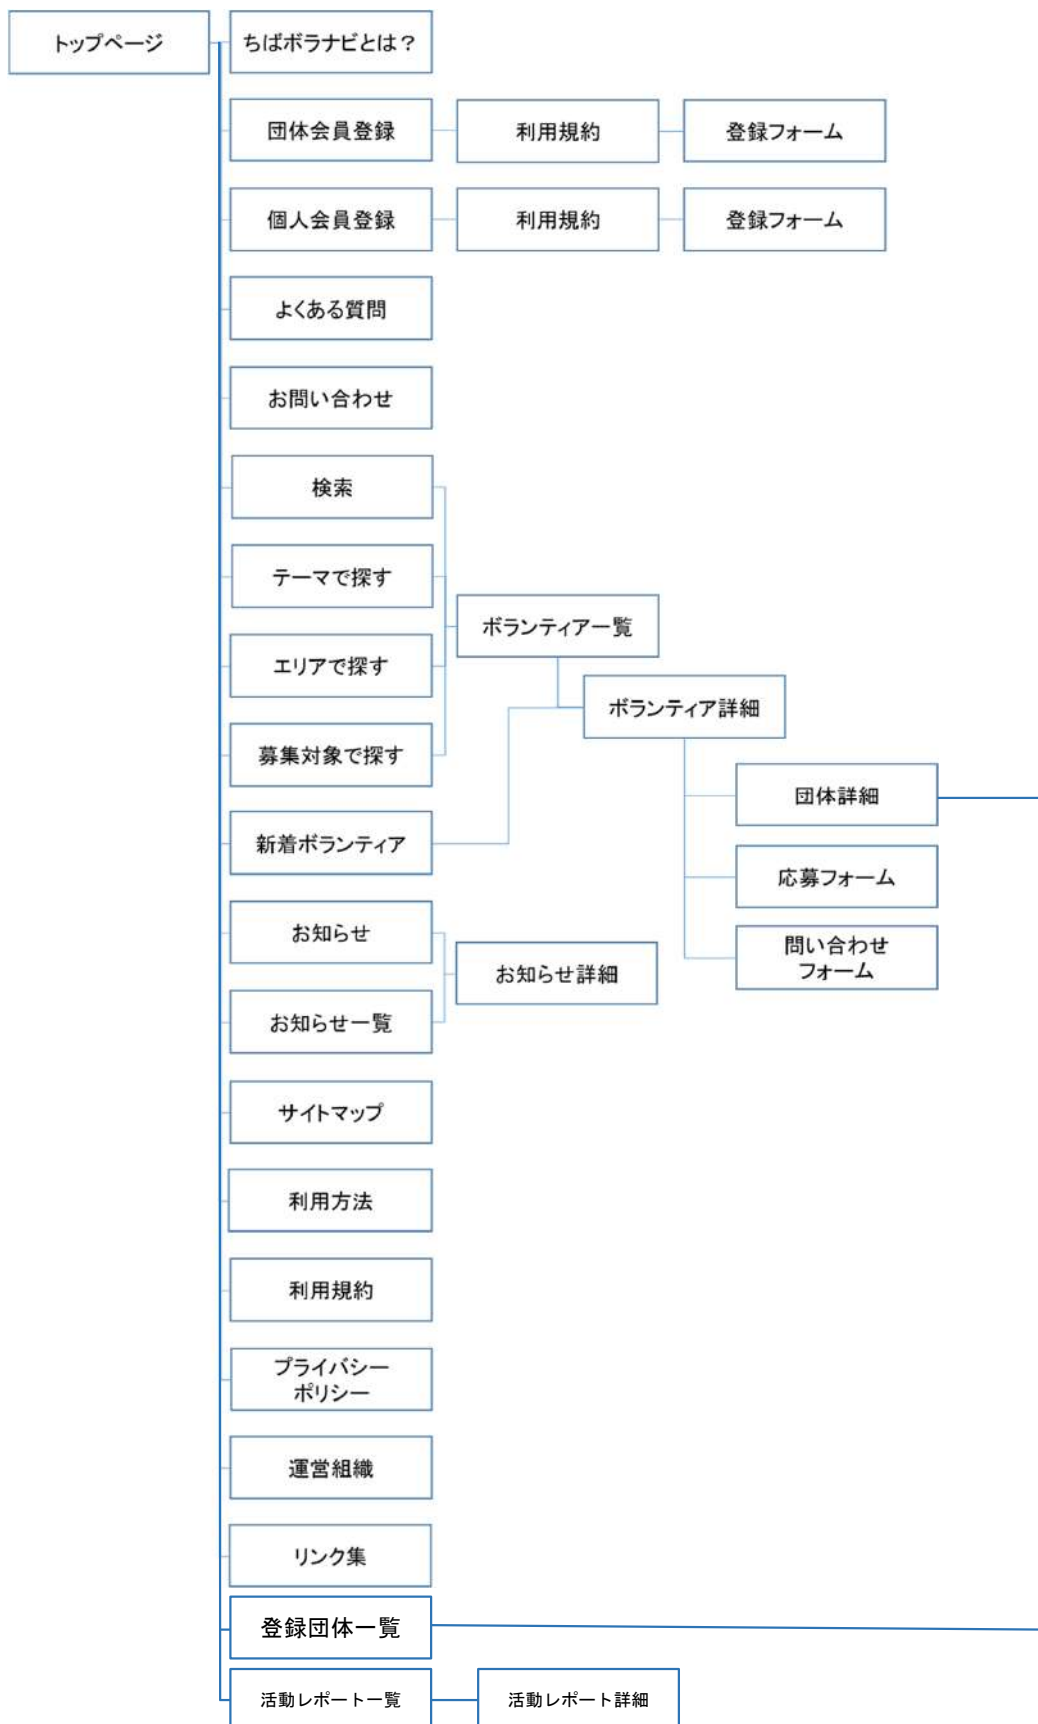 トップページ
ちばボラナビとは？
団体会員登録
利用規約
登録フォーム
個人会員登録
利用規約
登録フォーム
よくある質問
お問い合わせ
検索
テーマで探す
ボランティア一覧
エリアで探す
ボランティア詳細
募集対象で探す
団体詳細
新着ボランティア
応募フォーム
お知らせ
問い合わせ
フォーム
お知らせ詳細
お知らせ一覧
サイトマップ
利用方法
利用規約
プライバシー
ポリシー
運営組織
リンク集
登録団体一覧
活動レポート一覧
活動レポート詳細